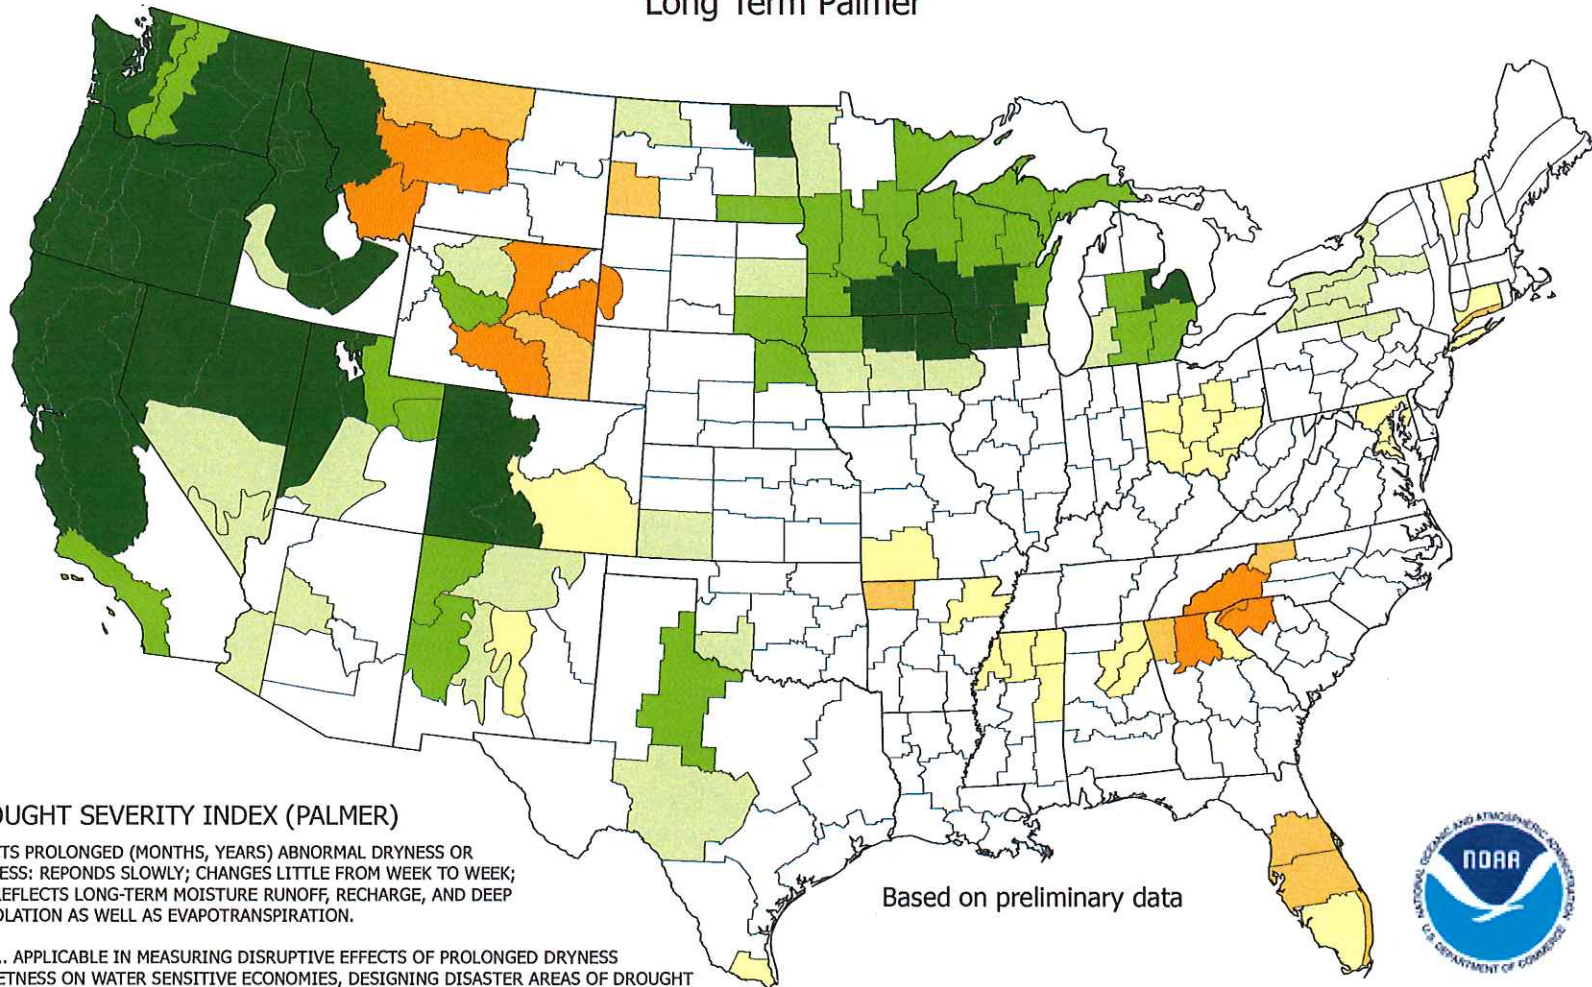 Long Term Palmer
OUGHT SEVERITY INDEX (PALMER)
TS PROLONGED (MONTHS, YEARS) ABNORMAL DRYNESS OR
ESS: REPONDS SLOWLY; CHANGES LITTLE FROM WEEK TO WEEK;
EFLECTS LONG-TERM MOISTURE RUNOFF, RECHARGE, AND DEEP
OLATION AS WELL AS EVAPOTRANSPIRATION.
.. APPLICABLE IN MEASURING DISRUPTIVE EFFECTS OF PROLONGED DRYNESS
ETNESS ON WATER SENSITIVE ECONOMIES, DESIGNING DISASTER AREAS OF DROUGHT
Based on preliminary data
NATIONAL OCEANIC AND ATMOSPHERIC ADMINISTRATION
NOAA
U.S. DEPARTMENT OF COMMERCE